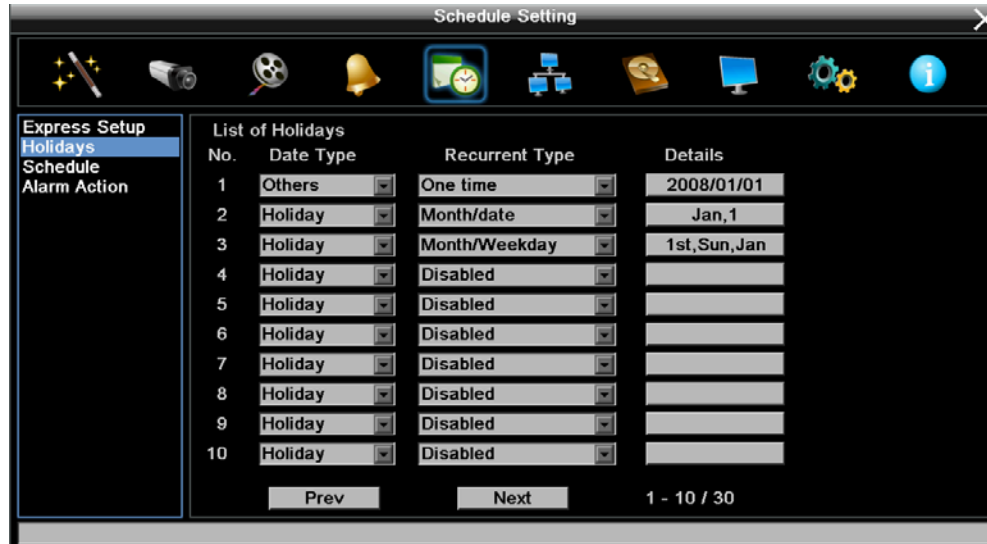 Schedule Setting
Express Setup
Holidays
Schedule
Alarm Action
List of Holidays
No. Date Type Recurrent Type Details
1 Others One time 2008/01/01
2 Holiday Month/date Jan,1
3 Holiday Month/Weekday 1st,Sun,Jan
4 Holiday Disabled
5 Holiday Disabled
6 Holiday Disabled
7 Holiday Disabled
8 Holiday Disabled
9 Holiday Disabled
10 Holiday Disabled
Prev Next 1 - 10 / 30